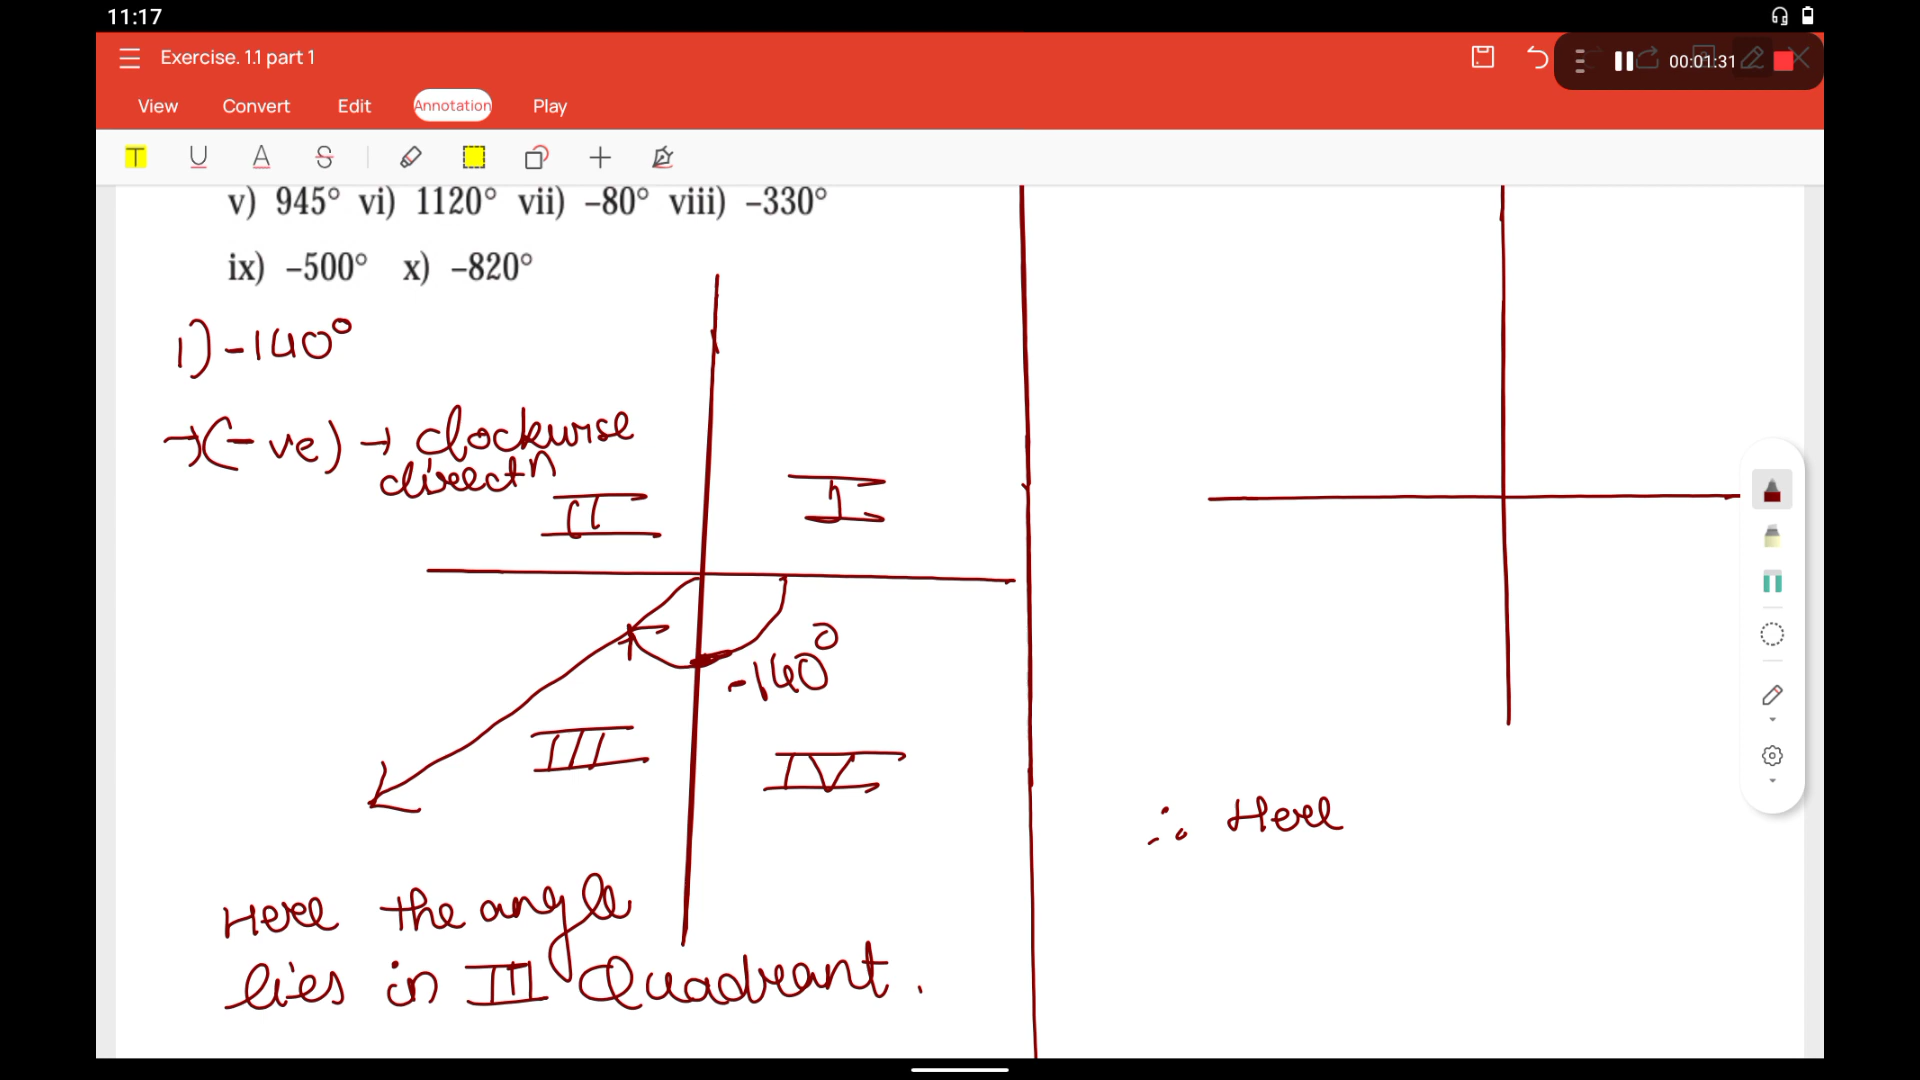 11:17
Exercise. 1.1 part 1
00:01:31
View Convert Edit Annotation Play
T U A S
v) 945° vi) 1120° vii) –80° viii) –330°
ix) –500° x) –820°
1) -140°
→(-ve) → clockwise
directn
II I
-140°
III IV
∴ Here
Here the angle
lies in III Quadrant.